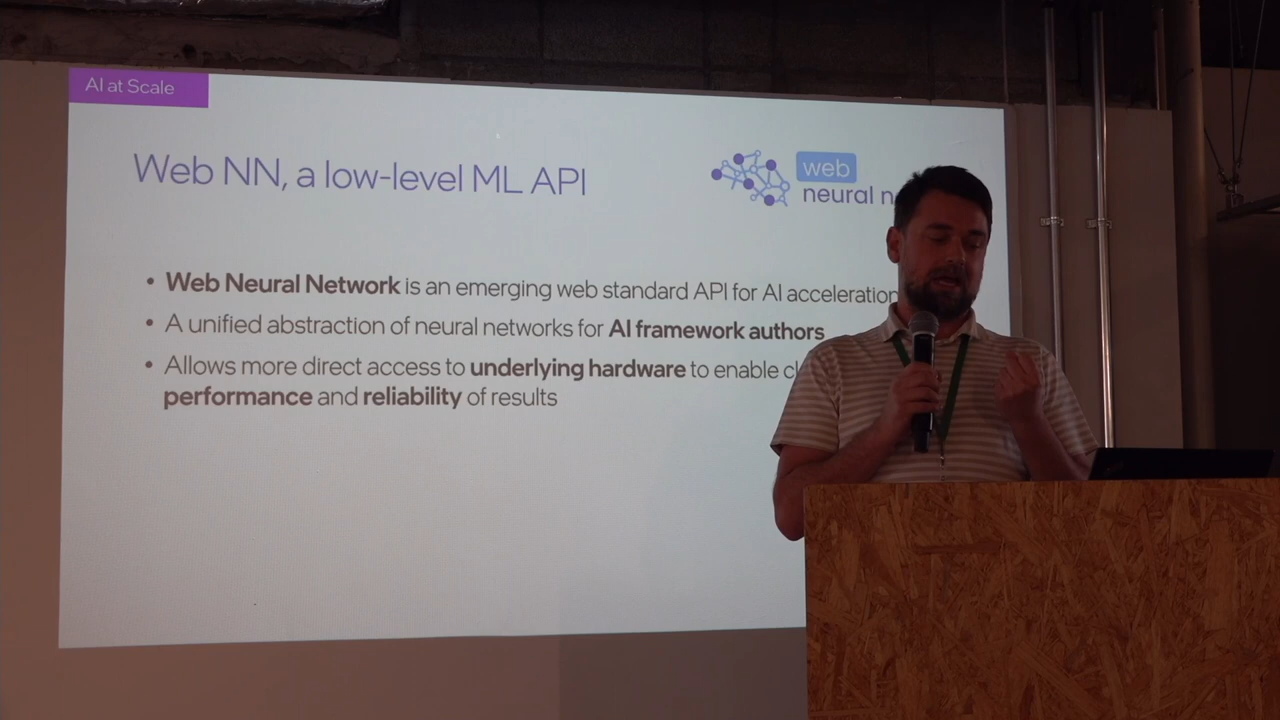 AI at Scale
Web NN, a low-level ML API
web
neural n
Web Neural Network is an emerging web standard API for AI acceleration
A unified abstraction of neural networks for AI framework authors
Allows more direct access to underlying hardware to enable cl
performance and reliability of results